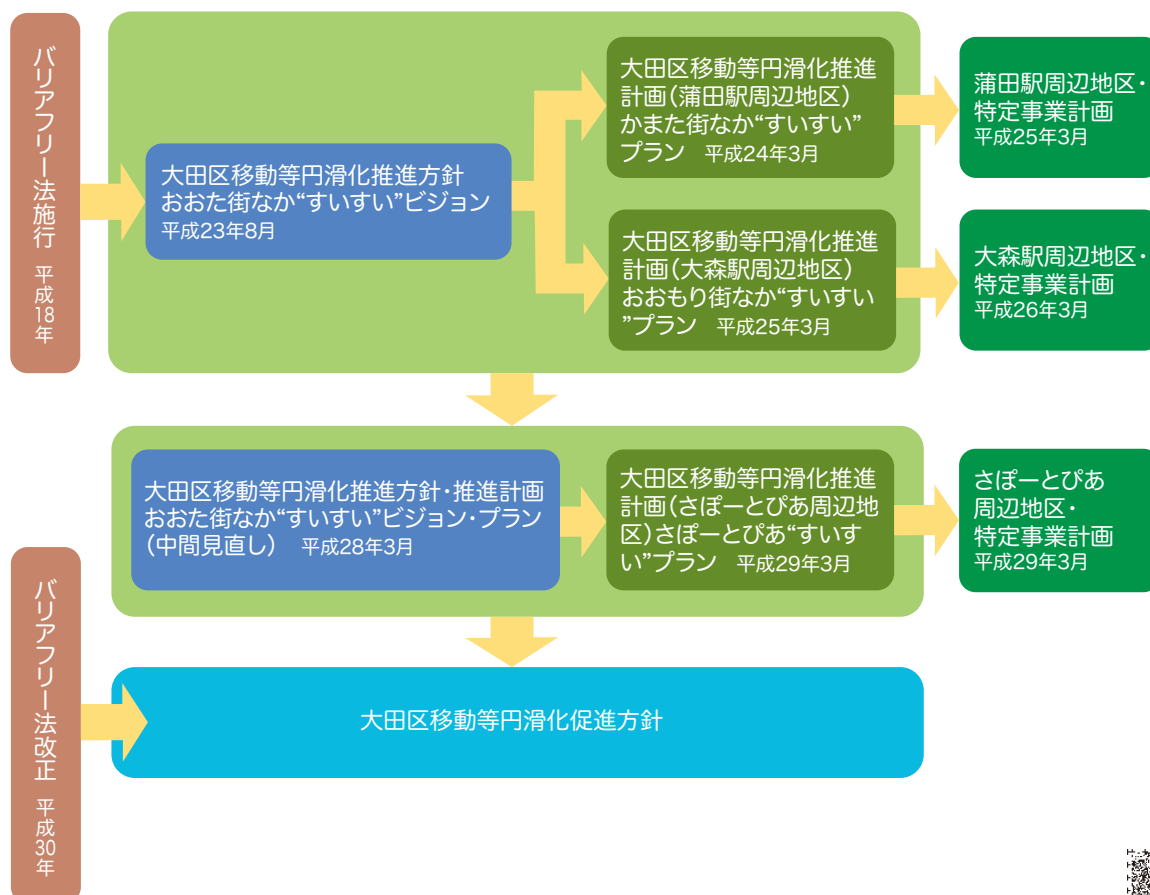 バリアフリー法施行 平成18年
大田区移動等円滑化推進方針
おおた街なか“すいすい”ビジョン
平成23年8月
大田区移動等円滑化推進
計画(蒲田駅周辺地区)
かまた街なか“すいすい”
プラン 平成24年3月
蒲田駅周辺地区・
特定事業計画
平成25年3月
大田区移動等円滑化推進
計画(大森駅周辺地区)
おおもり街なか“すいすい
”プラン 平成25年3月
大森駅周辺地区・
特定事業計画
平成26年3月
大田区移動等円滑化推進方針・推進計画
おおた街なか“すいすい”ビジョン・プラン
(中間見直し) 平成28年3月
大田区移動等円滑化推進
計画(さぽーとぴあ周辺地
区)さぽーとぴあ“すいす
い”プラン 平成29年3月
さぽーとぴあ
周辺地区・
特定事業計画
平成29年3月
バリアフリー法改正 平成30年
大田区移動等円滑化促進方針